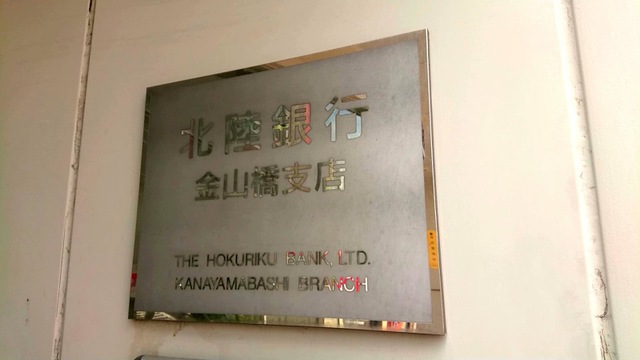 北陸銀行
金山橋支店
THE HOKURIKU BANK, LTD.
KANAYAMABASHI BRANCH